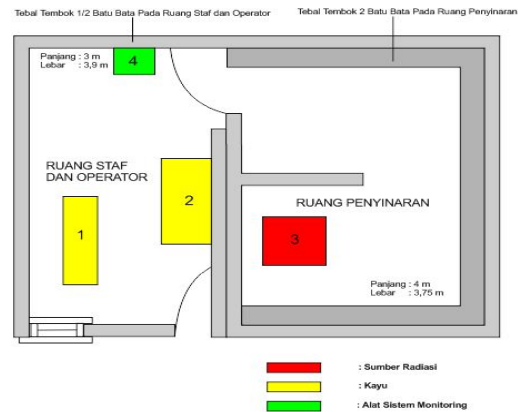 Tebal Tembok 1/2 Batu Bata Pada Ruang Staf dan Operator
Tebal Tembok 2 Batu Bata Pada Ruang Penyinaran
Panjang : 3 m
Lebar : 3,9 m
4
RUANG STAF
DAN OPERATOR
2
1
RUANG PENYINARAN
3
Panjang : 4 m
Lebar : 3,75 m
: Sumber Radiasi
: Kayu
: Alat Sistem Monitoring